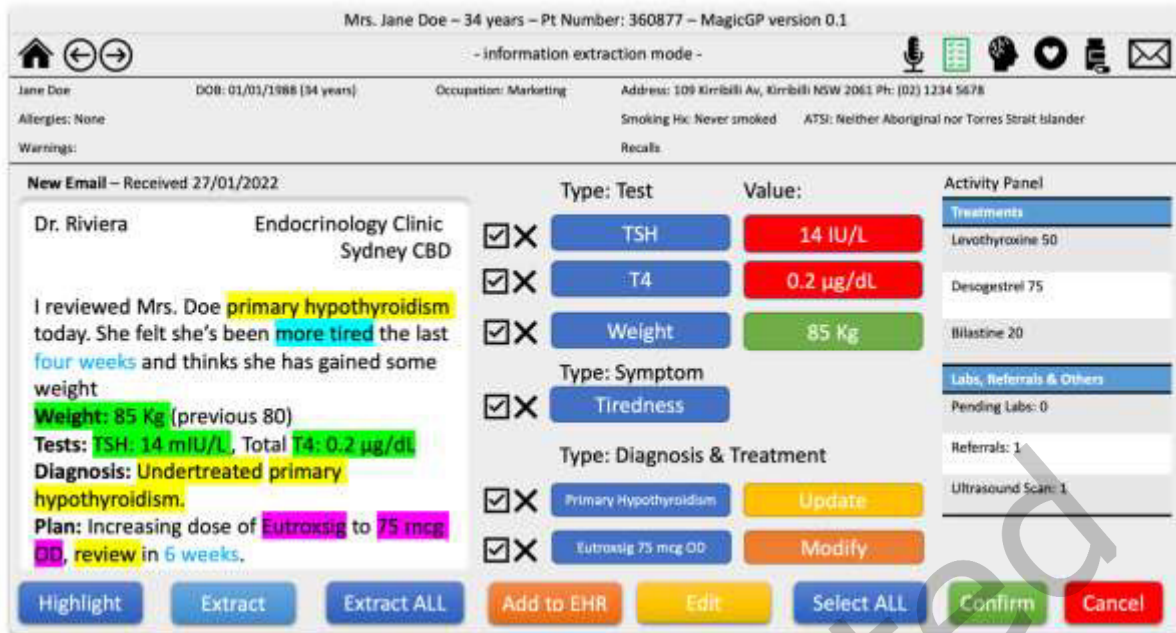 Mrs. Jane Doe – 34 years – Pt Number: 360877 – MagicGP version 0.1
- information extraction mode -
Jane Doe DOB: 01/01/1988 (34 years) Occupation: Marketing Address: 109 Kirribilli Av, Kirribilli NSW 2061 Ph: (02) 1234 5678
Allergies: None Smoking Hx: Never smoked ATSI: Neither Aboriginal nor Torres Strait Islander
Warnings: Recalls
New Email – Received 27/01/2022
Dr. Riviera Endocrinology Clinic
Sydney CBD
I reviewed Mrs. Doe primary hypothyroidism
today. She felt she's been more tired the last
four weeks and thinks she has gained some
weight
Weight: 85 Kg (previous 80)
Tests: TSH: 14 mIU/L, Total T4: 0.2 µg/dL
Diagnosis: Undertreated primary
hypothyroidism.
Plan: Increasing dose of Eutroxsig to 75 mcg
OD, review in 6 weeks.
Type: Test Value:
TSH 14 IU/L
T4 0.2 µg/dL
Weight 85 Kg
Type: Symptom
Tiredness
Type: Diagnosis & Treatment
Primary Hypothyroidism Update
Eutroxsig 75 mcg OD Modify
Activity Panel
Treatments
Levothyroxine 50
Desogestrel 75
Bilastine 20
Labs, Referrals & Others
Pending Labs: 0
Referrals: 1
Ultrasound Scan: 1
Highlight Extract Extract ALL Add to EHR Edit Select ALL Confirm Cancel